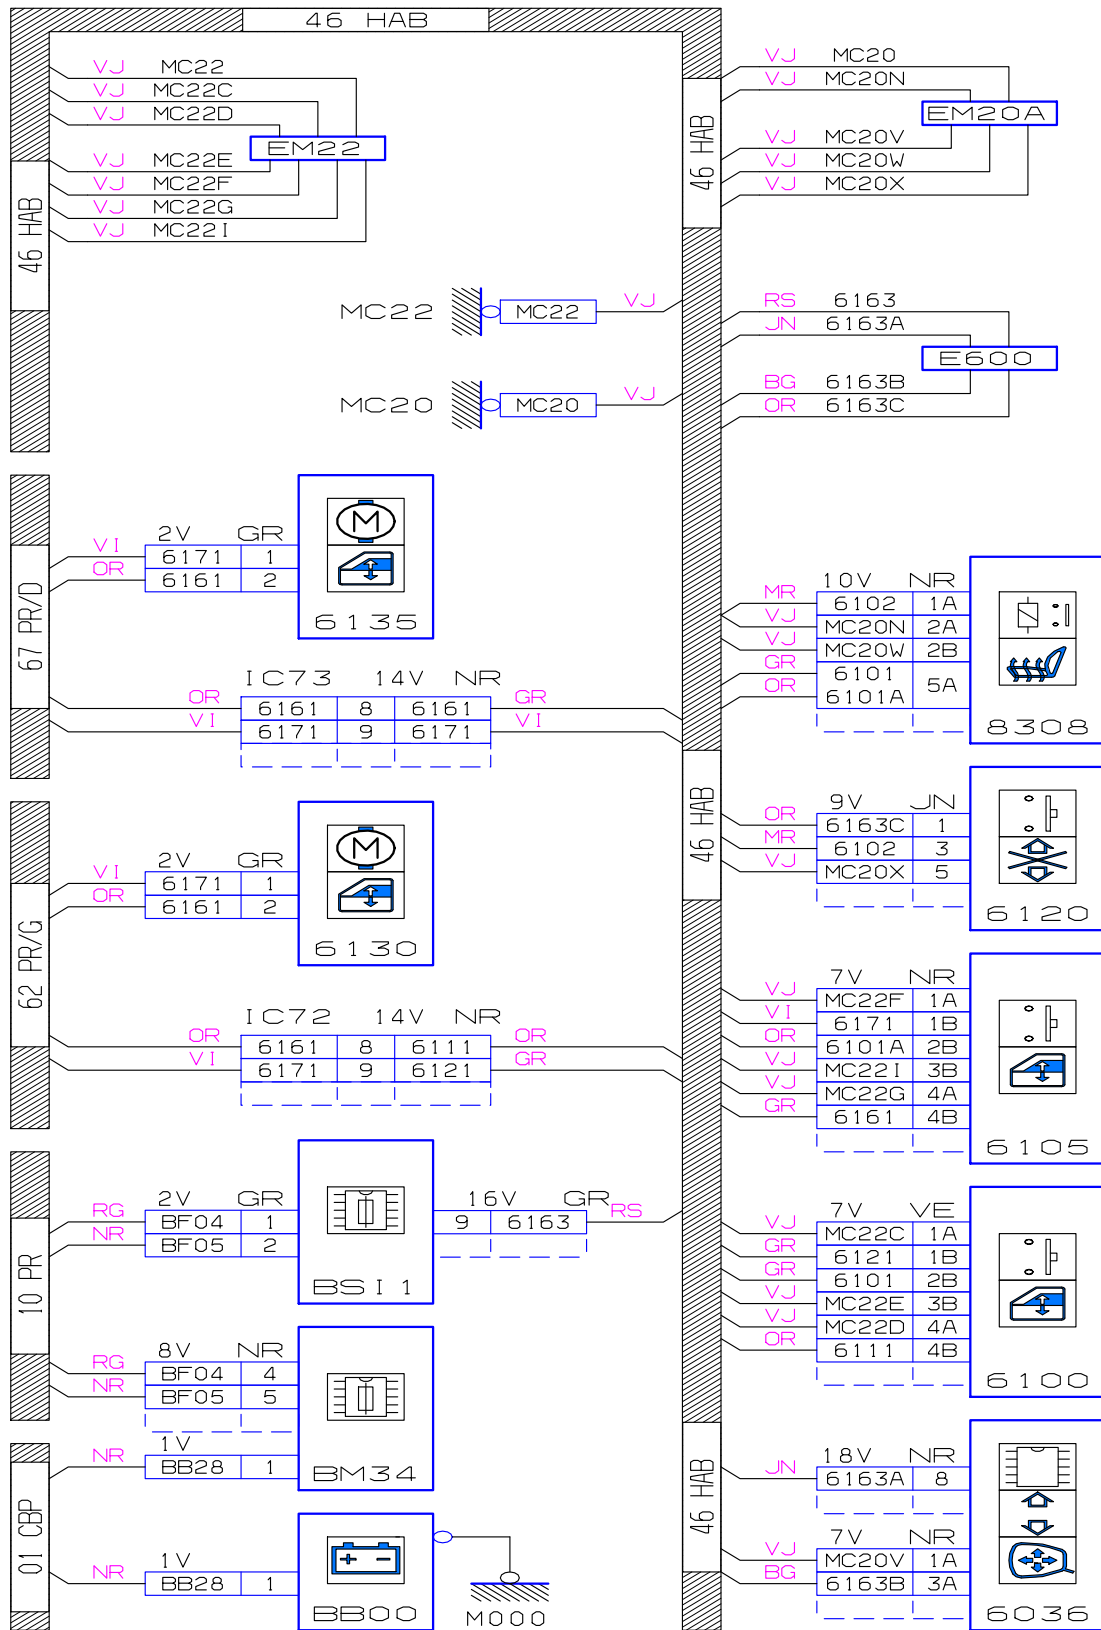 46 HAB
VJ MC22
VJ MC22C
VJ MC22D
EM22
VJ MC22E
VJ MC22F
VJ MC22G
VJ MC22I
46 HAB
VJ MC20
VJ MC20N
EM20A
VJ MC20V
VJ MC20W
VJ MC20X
46 HAB
MC22 MC22 VJ
MC20 MC20 VJ
RS 6163
JN 6163A
E600
BG 6163B
OR 6163C
67 PR/D
2V GR
VI 6171 1
OR 6161 2
M
6135
IC73 14V NR
OR 6161 8 6161 GR
VI 6171 9 6171 VI
62 PR/G
2V GR
VI 6171 1
OR 6161 2
M
6130
IC72 14V NR
OR 6161 8 6111 OR
VI 6171 9 6121 GR
10 PR
2V GR
RG BF04 1
NR BF05 2
BSI1
16V GR
9 6163 RS
8V NR
RG BF04 4
NR BF05 5
1V
NR BB28 1
BM34
01 CBP
1V
NR BB28 1
+ -
BB00
M000
46 HAB
10V NR
MR 6102 1A
VJ MC20N 2A
VJ MC20W 2B
GR 6101 5A
OR 6101A
8308
9V JN
OR 6163C 1
MR 6102 3
VJ MC20X 5
6120
7V NR
VJ MC22F 1A
VI 6171 1B
OR 6101A 2B
VJ MC22I 3B
VJ MC22G 4A
GR 6161 4B
6105
7V VE
VJ MC22C 1A
GR 6121 1B
GR 6101 2B
VJ MC22E 3B
VJ MC22D 4A
OR 6111 4B
6100
46 HAB
18V NR
JN 6163A 8
7V NR
VJ MC20V 1A
BG 6163B 3A
6036